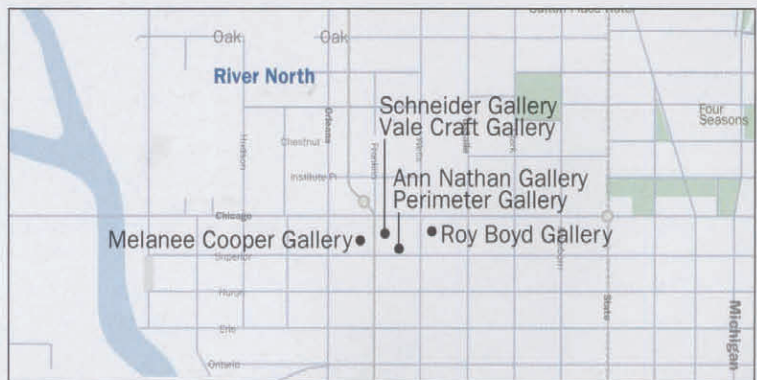 Oak
Oak
River North
Schneider Gallery
Vale Craft Gallery
Four
Seasons
Orleans
Hudson
Chestnut
Franklin
Wells
Institute Pl
Ann Nathan Gallery
Perimeter Gallery
Chicago
Melanee Cooper Gallery
Roy Boyd Gallery
Superior
Huron
State
Michigan
Erie
Ontario